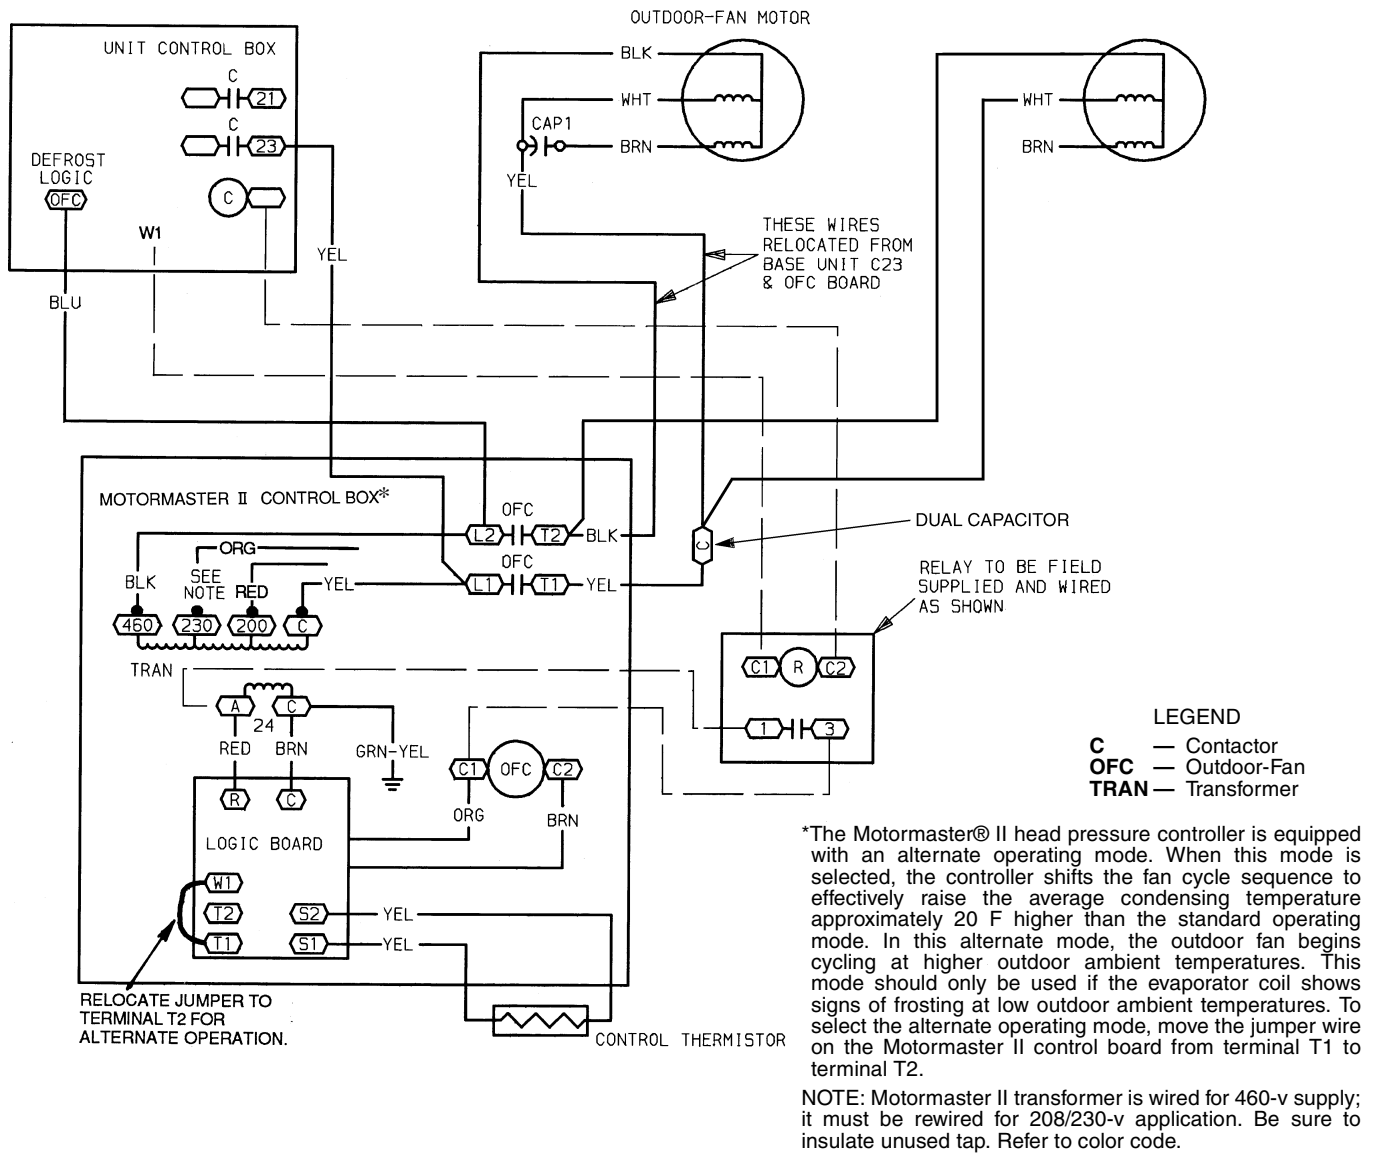 OUTDOOR-FAN MOTOR
UNIT CONTROL BOX
C
21
C
23
DEFROST
LOGIC
OFC
C
W1
BLU
YEL
BLK
WHT
CAP1
BRN
YEL
WHT
BRN
THESE WIRES
RELOCATED FROM
BASE UNIT C23
& OFC BOARD
MOTORMASTER II CONTROL BOX*
OFC
L2
T2
BLK
OFC
L1
T1
YEL
ORG
BLK
SEE
NOTE
RED
YEL
460
230
200
C
C
DUAL CAPACITOR
RELAY TO BE FIELD
SUPPLIED AND WIRED
AS SHOWN
C1
R
C2
1
3
TRAN
A
C
24
RED
BRN
GRN-YEL
C1
OFC
C2
ORG
BRN
R
C
LOGIC BOARD
W1
T2
T1
S2
S1
YEL
YEL
RELOCATE JUMPER TO
TERMINAL T2 FOR
ALTERNATE OPERATION.
CONTROL THERMISTOR
LEGEND
C — Contactor
OFC — Outdoor-Fan
TRAN — Transformer
*The Motormaster® II head pressure controller is equipped
with an alternate operating mode. When this mode is
selected, the controller shifts the fan cycle sequence to
effectively raise the average condensing temperature
approximately 20 F higher than the standard operating
mode. In this alternate mode, the outdoor fan begins
cycling at higher outdoor ambient temperatures. This
mode should only be used if the evaporator coil shows
signs of frosting at low outdoor ambient temperatures. To
select the alternate operating mode, move the jumper wire
on the Motormaster II control board from terminal T1 to
terminal T2.
NOTE: Motormaster II transformer is wired for 460-v supply;
it must be rewired for 208/230-v application. Be sure to
insulate unused tap. Refer to color code.